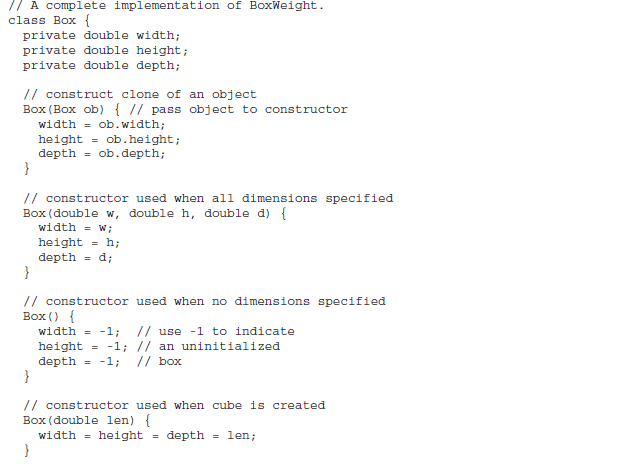 // A complete implementation of BoxWeight.
class Box {
  private double width;
  private double height;
  private double depth;

  // construct clone of an object
  Box(Box ob) { // pass object to constructor
    width = ob.width;
    height = ob.height;
    depth = ob.depth;
  }

  // constructor used when all dimensions specified
  Box(double w, double h, double d) {
    width = w;
    height = h;
    depth = d;
  }

  // constructor used when no dimensions specified
  Box() {
    width = -1;  // use -1 to indicate
    height = -1; // an uninitialized
    depth = -1;  // box
  }

  // constructor used when cube is created
  Box(double len) {
    width = height = depth = len;
  }